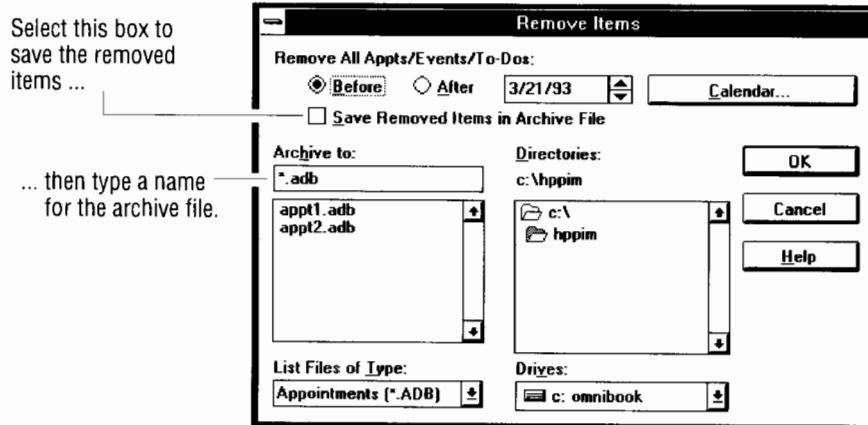 Select this box to
save the removed
items ...
... then type a name
for the archive file.
Remove Items
Remove All Appts/Events/To-Dos:
Before
After
3/21/93
Calendar...
Save Removed Items in Archive File
Archive to:
*.adb
appt1.adb
appt2.adb
List Files of Type:
Appointments (*.ADB)
Directories:
c:\hppim
c:\
hppim
Drives:
c: omnibook
OK
Cancel
Help